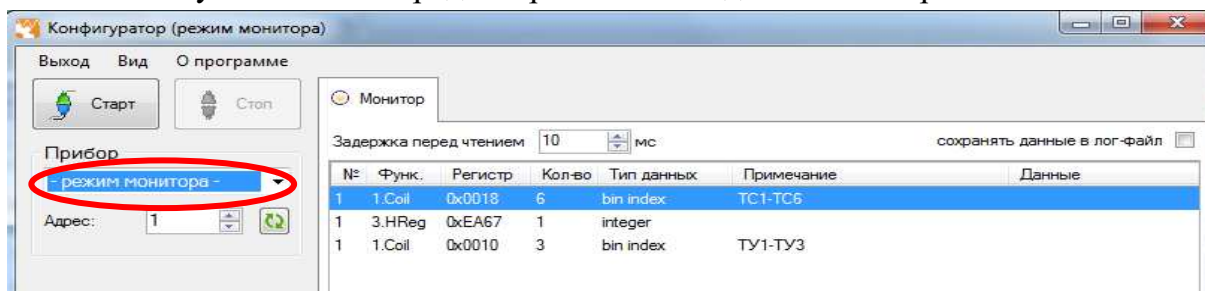 Конфигуратор (режим монитора)
Выход Вид О программе
Старт Стоп
Монитор
Задержка перед чтением 10 мс сохранять данные в лог-файл
Прибор
- режим монитора -
Адрес: 1
№ Функ. Регистр Кол-во Тип данных Примечание Данные
1 1.Coil 0x0018 6 bin index ТС1-ТС6
1 3.HReg 0xEA67 1 integer
1 1.Coil 0x0010 3 bin index ТУ1-ТУ3